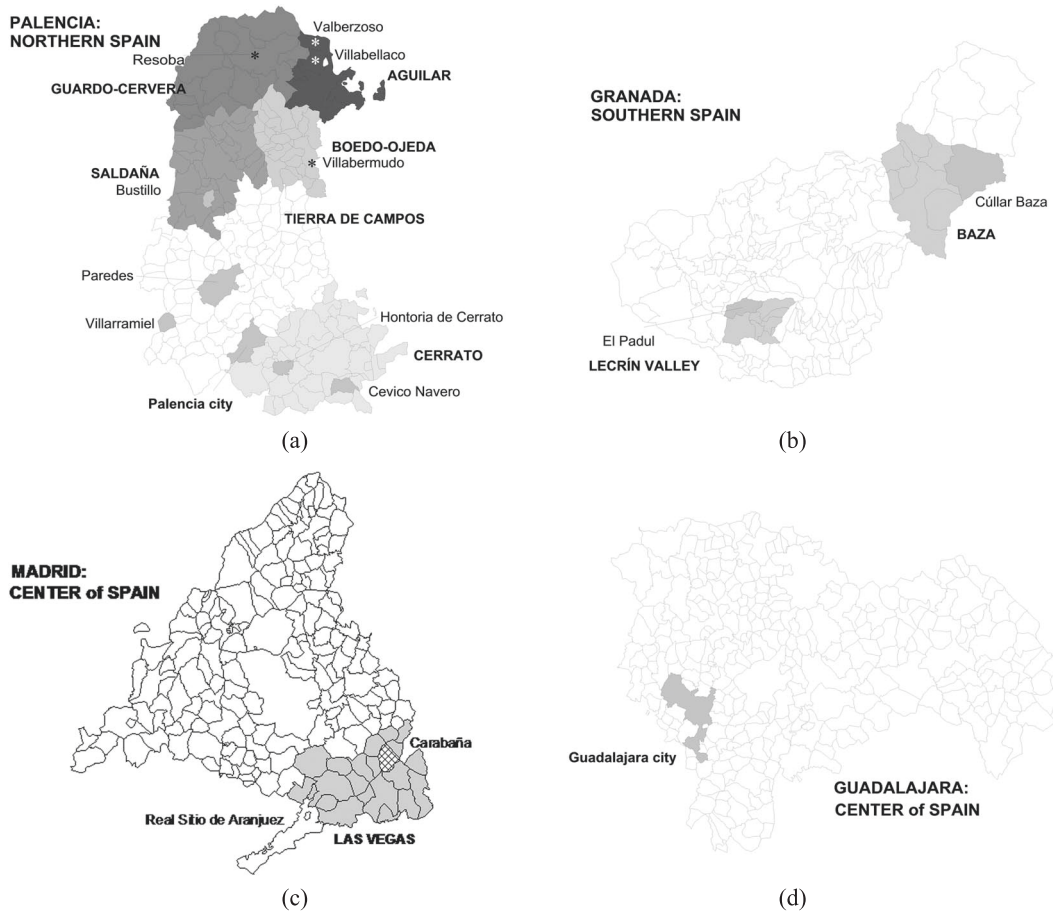 PALENCIA:
NORTHERN SPAIN
Valberzoso
*
Resoba
*
*
Villabellaco
AGUILAR
GUARDO-CERVERA
BOEDO-OJEDA
* Villabermudo
SALDAÑA
Bustillo
TIERRA DE CAMPOS
Paredes
Villarramiel
Hontoria de Cerrato
CERRATO
Cevico Navero
Palencia city
(a)
GRANADA:
SOUTHERN SPAIN
Cúllar Baza
BAZA
El Padul
LECRÍN VALLEY
(b)
MADRID:
CENTER of SPAIN
Carabaña
Real Sitio de Aranjuez
LAS VEGAS
(c)
Guadalajara city
GUADALAJARA:
CENTER of SPAIN
(d)